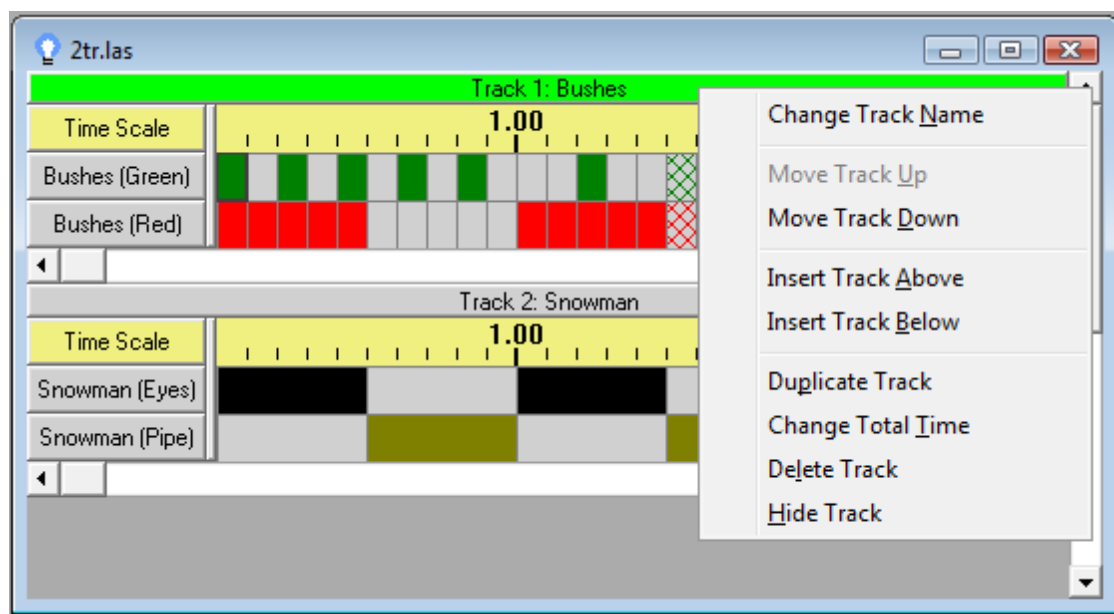 2tr.las
Track 1: Bushes
Time Scale
1.00
Bushes (Green)
Bushes (Red)
Track 2: Snowman
Time Scale
1.00
Snowman (Eyes)
Snowman (Pipe)
Change Track Name
Move Track Up
Move Track Down
Insert Track Above
Insert Track Below
Duplicate Track
Change Total Time
Delete Track
Hide Track